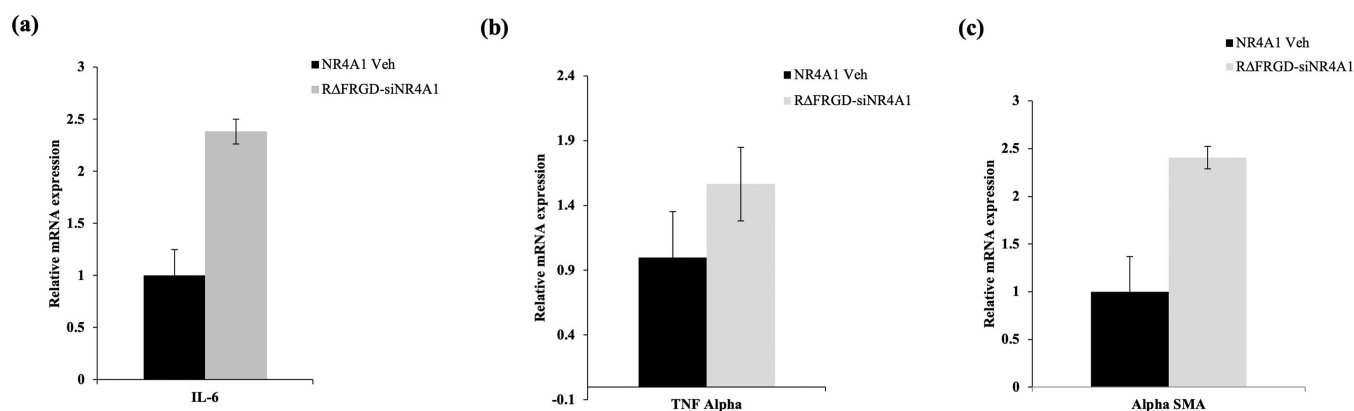 (a)
NR4A1 Veh
RΔFRGD-siNR4A1
Relative mRNA expression
3
2.5
2
1.5
1
0.5
0
IL-6
(b)
NR4A1 Veh
RΔFRGD-siNR4A1
Relative mRNA expression
2.4
1.9
1.4
0.9
0.4
-0.1
TNF Alpha
(c)
NR4A1 Veh
RΔFRGD-siNR4A1
Relative mRNA expression
3
2.5
2
1.5
1
0.5
0
Alpha SMA